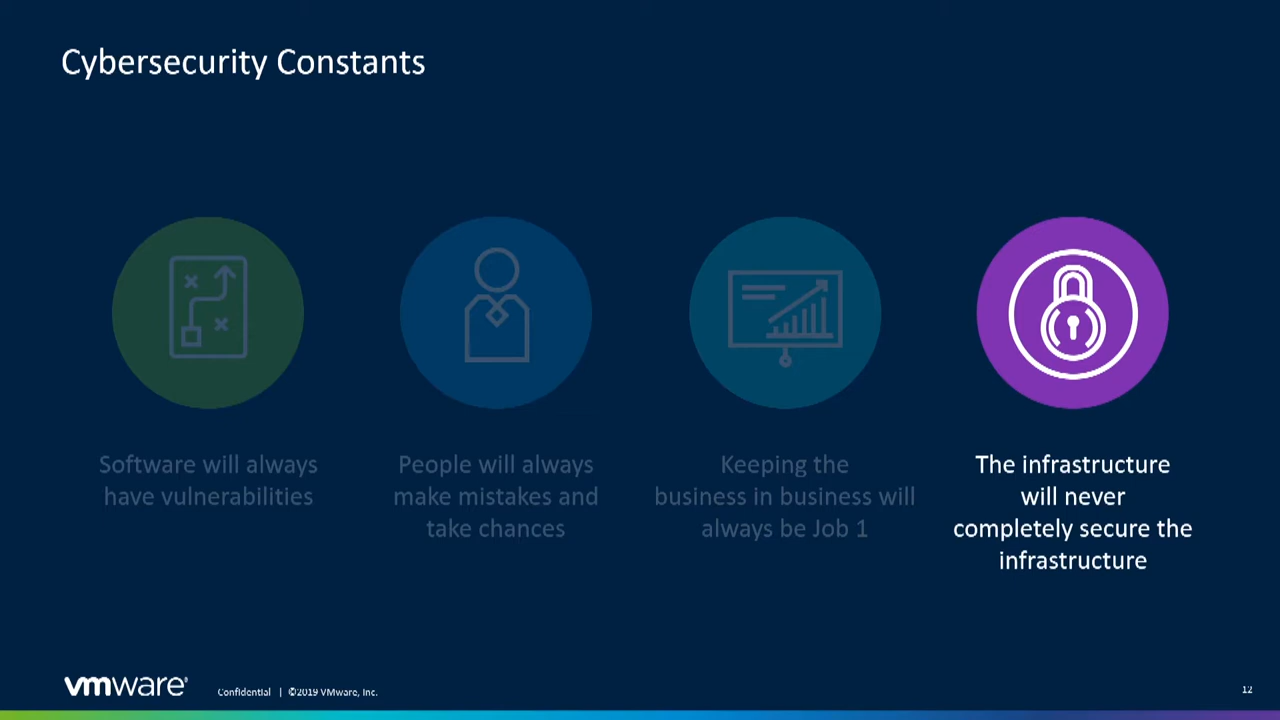 Cybersecurity Constants
Software will always
have vulnerabilities
People will always
make mistakes and
take chances
Keeping the
business in business will
always be Job 1
The infrastructure
will never
completely secure the
infrastructure
vmware®
Confidential | ©2019 VMware, Inc.
12